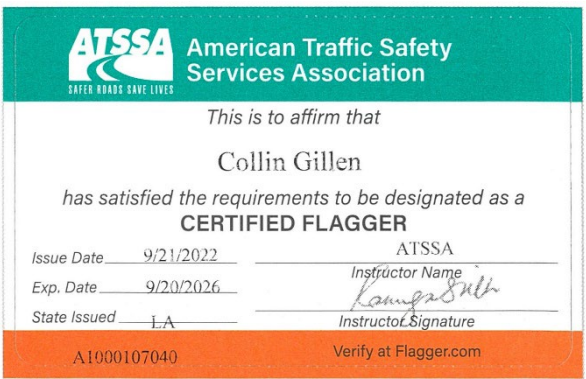 ATSSA
SAFER ROADS SAVE LIVES
American Traffic Safety
Services Association
This is to affirm that
Collin Gillen
has satisfied the requirements to be designated as a
CERTIFIED FLAGGER
Issue Date 9/21/2022
ATSSA
Instructor Name
Exp. Date 9/20/2026
State Issued LA
Instructor Signature
A1000107040
Verify at Flagger.com